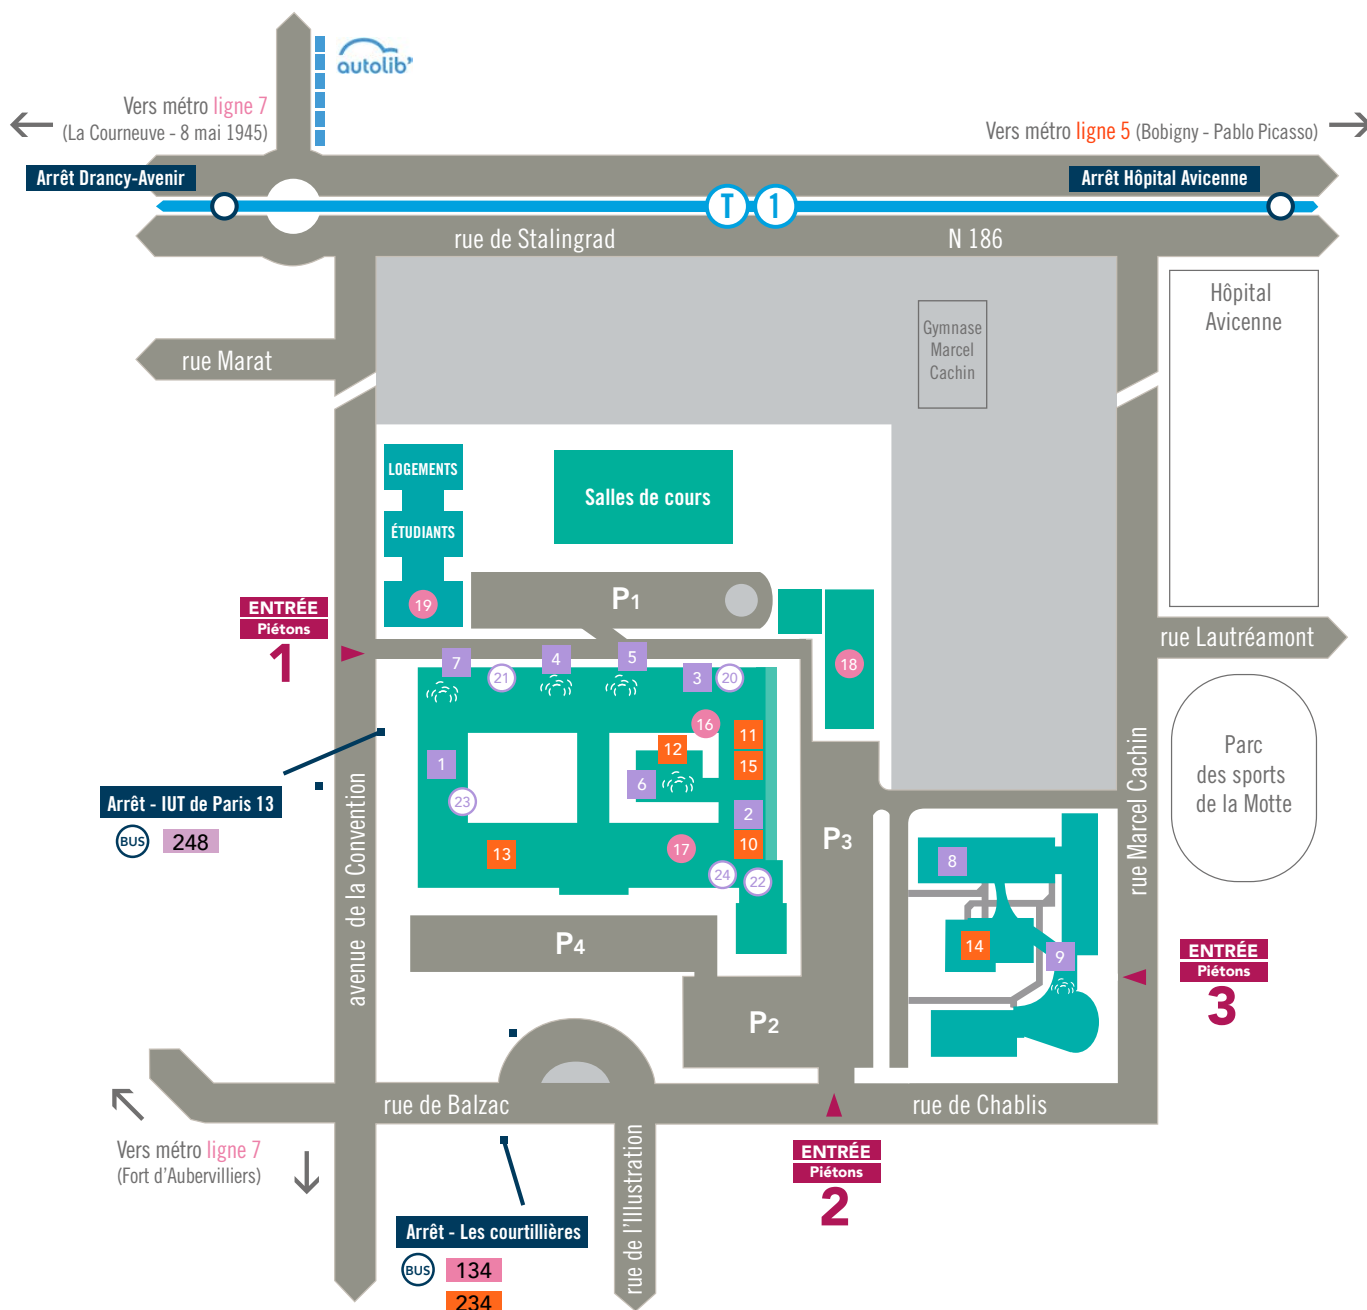 autolib'
Vers métro ligne 7
(La Courneuve - 8 mai 1945)
Vers métro ligne 5 (Bobigny - Pablo Picasso)
Arrêt Drancy-Avenir
Arrêt Hôpital Avicenne
T 1
rue de Stalingrad
N 186
Hôpital
Avicenne
Gymnase
Marcel
Cachin
rue Marat
LOGEMENTS
ÉTUDIANTS
19
Salles de cours
P1
ENTRÉE
Piétons
1
rue Lautréamont
7
21
4
5
3
20
18
16
11
12
15
1
6
23
2
10
13
17
24
22
Arrêt - IUT de Paris 13
BUS 248
avenue de la Convention
P3
Parc
des sports
de la Motte
rue Marcel Cachin
8
14
9
P4
P2
ENTRÉE
Piétons
3
rue de Balzac
rue de Chablis
Vers métro ligne 7
(Fort d'Aubervilliers)
rue de l'Illustration
ENTRÉE
Piétons
2
Arrêt - Les courtillières
BUS 134
234